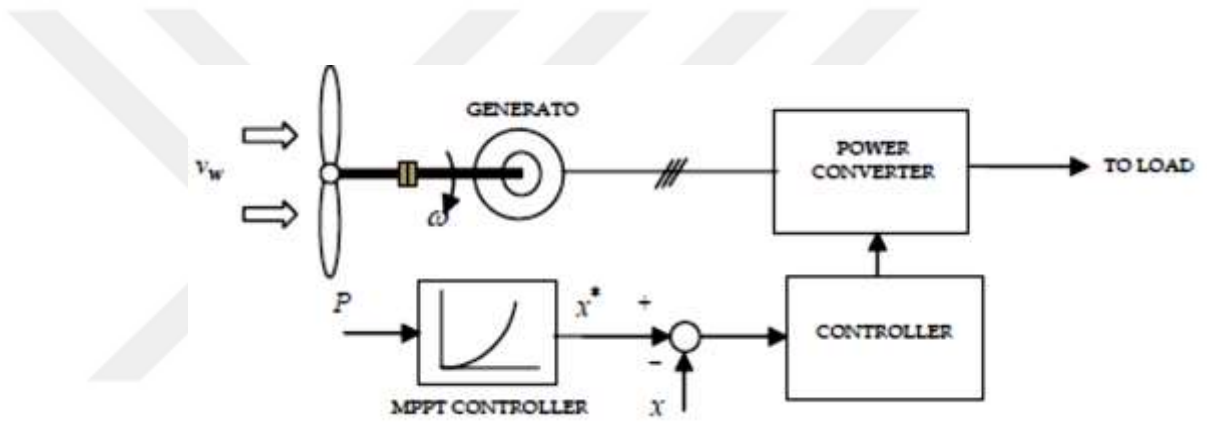 GENERATO
v_w
ω
POWER
CONVERTER
TO LOAD
P
x*
+
−
x
CONTROLLER
MPPT CONTROLLER